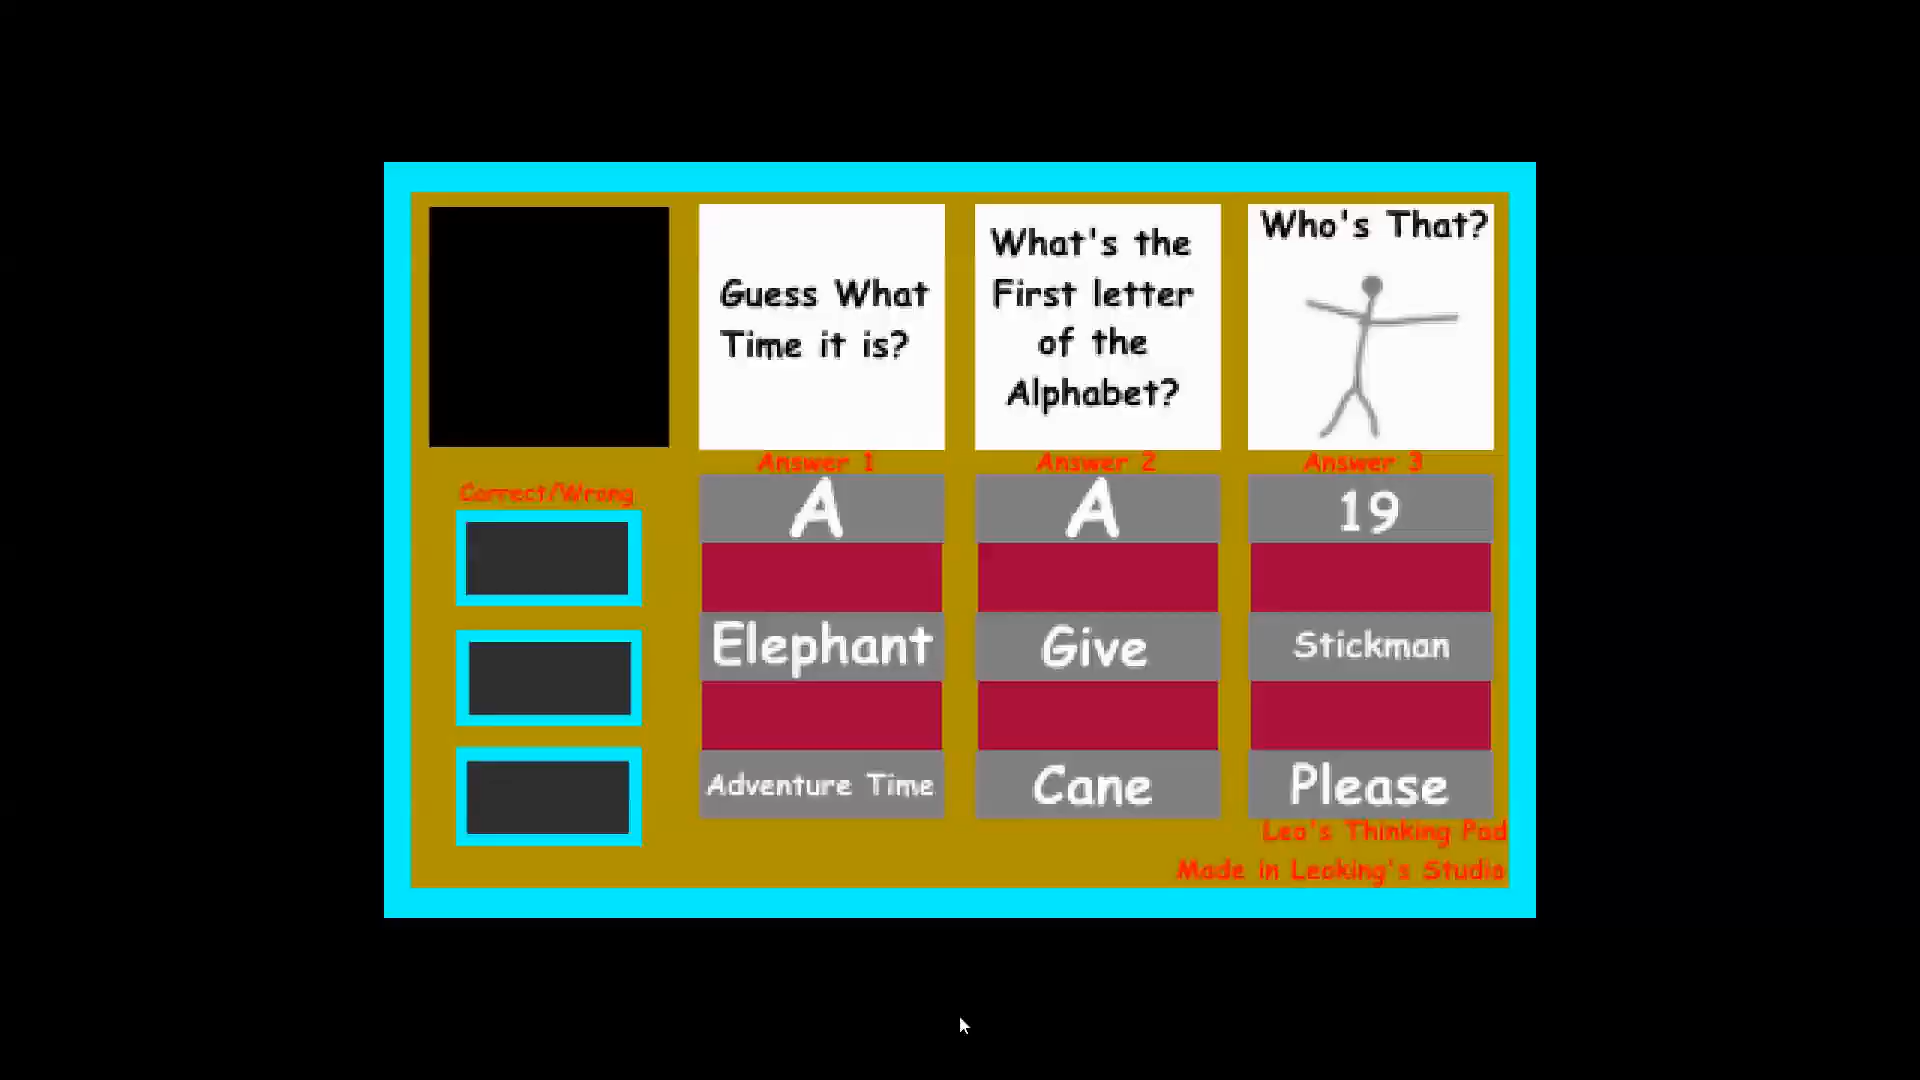 Guess What
Time it is?
What's the
First letter
of the
Alphabet?
Who's That?
Correct/Wrong
Answer 1
A
Elephant
Adventure Time
Answer 2
A
Give
Cane
Answer 3
19
Stickman
Please
Leo's Thinking Pad
Made in Leoking's Studio